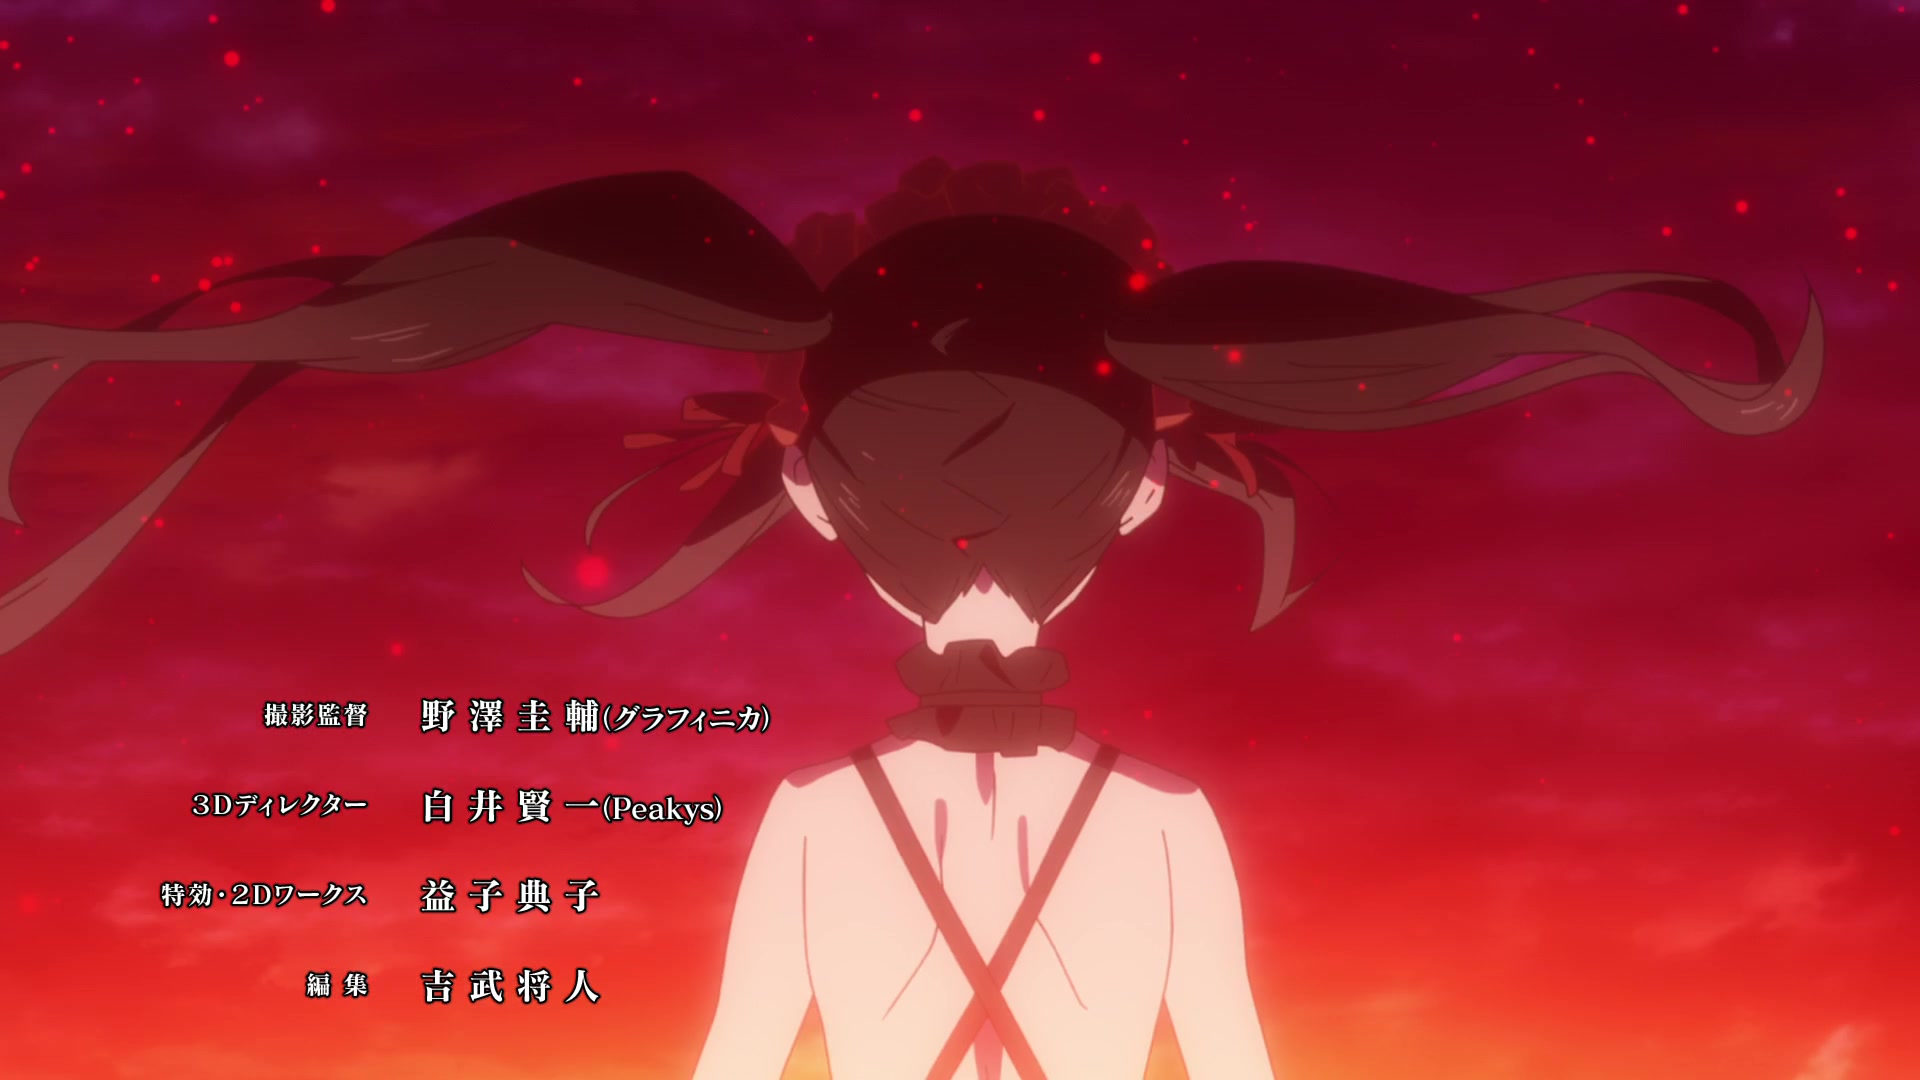 撮影監督 野澤圭輔(グラフィニカ)
3Dディレクター 白井賢一(Peakys)
特効・2Dワークス 益子典子
編集 吉武将人